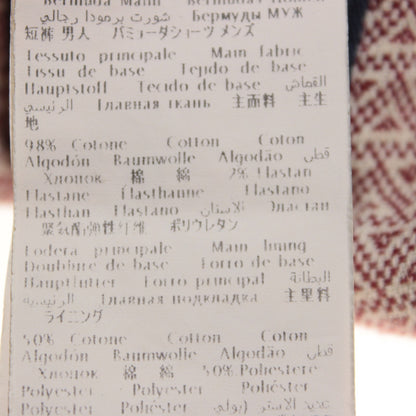 Bermuda Mann Bermuda
شورت برمودا رجالي Бермуды МУЖ
短裤 男人 バミューダショーツ メンズ
Tessuto principale Main fabric
Tissu de base Tejido de base
Hauptstoff Tecido de base القماش
الرئيسي Главная ткань 主面料 主生
地
98% Cotone Cotton Coton
Algodón Baumwolle Algodão قطن
Хлопок 棉 綿 2% Elastan
Elastane Elasthanne Elastano
Elasthan Elastano الاستان Эластан
聚氨酯弹性纤维 ポリウレタン
Fodera principale Main lining
Doublure de base Forro de base
Hauptfutter Forro principal البطانة
الرئيسية Главная подкладка 主里料
ライニング
50% Cotone Cotton Coton
Algodón Baumwolle Algodão قطن
Хлопок 棉 綿 50% Poliestere
Polyester Polyester Poliéster
Polyester Poliéster